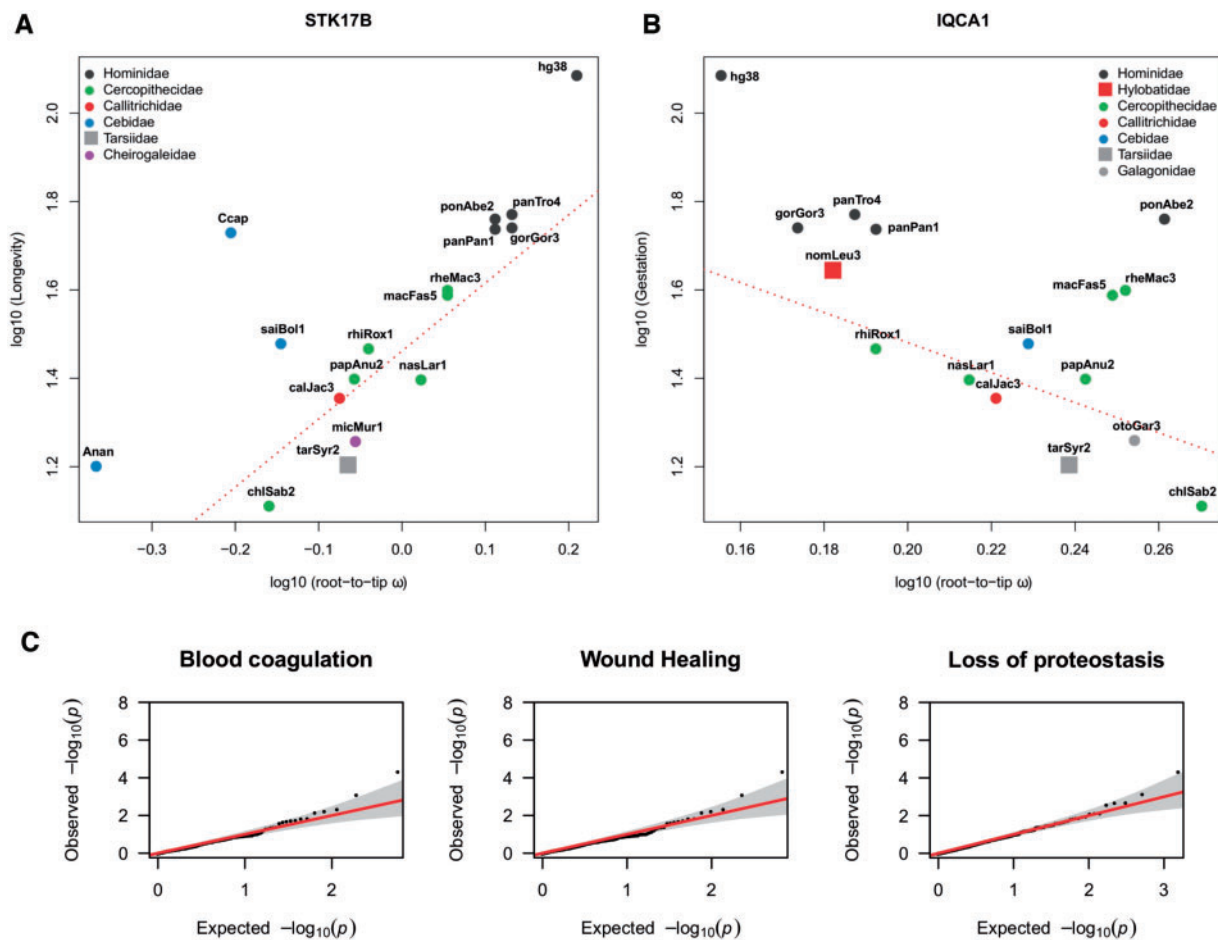 A
STK17B
log10 (Longevity)
2.0
1.8
1.6
1.4
1.2
Hominidae
Cercopithecidae
Callitrichidae
Cebidae
Tarsiidae
Cheirogaleidae
hg38
Ccap
ponAbe2
panTro4
panPan1
gorGor3
rheMac3
macFas5
saiBol1
rhiRox1
papAnu2
nasLar1
calJac3
micMur1
tarSyr2
Anan
chlSab2
−0.3
−0.2
−0.1
0.0
0.1
0.2
log10 (root-to-tip ω)
B
IQCA1
log10 (Gestation)
2.0
1.8
1.6
1.4
1.2
hg38
Hominidae
Hylobatidae
Cercopithecidae
Callitrichidae
Cebidae
Tarsiidae
Galagonidae
gorGor3
panTro4
panPan1
ponAbe2
nomLeu3
macFas5
rheMac3
rhiRox1
saiBol1
nasLar1
papAnu2
calJac3
otoGar3
tarSyr2
chlSab2
0.16
0.18
0.20
0.22
0.24
0.26
log10 (root-to-tip ω)
C
Blood coagulation
Observed −log10(p)
8
6
4
2
0
0
1
2
Expected −log10(p)
Wound Healing
Observed −log10(p)
8
6
4
2
0
0
1
2
Expected −log10(p)
Loss of proteostasis
Observed −log10(p)
8
6
4
2
0
0
1
2
3
Expected −log10(p)